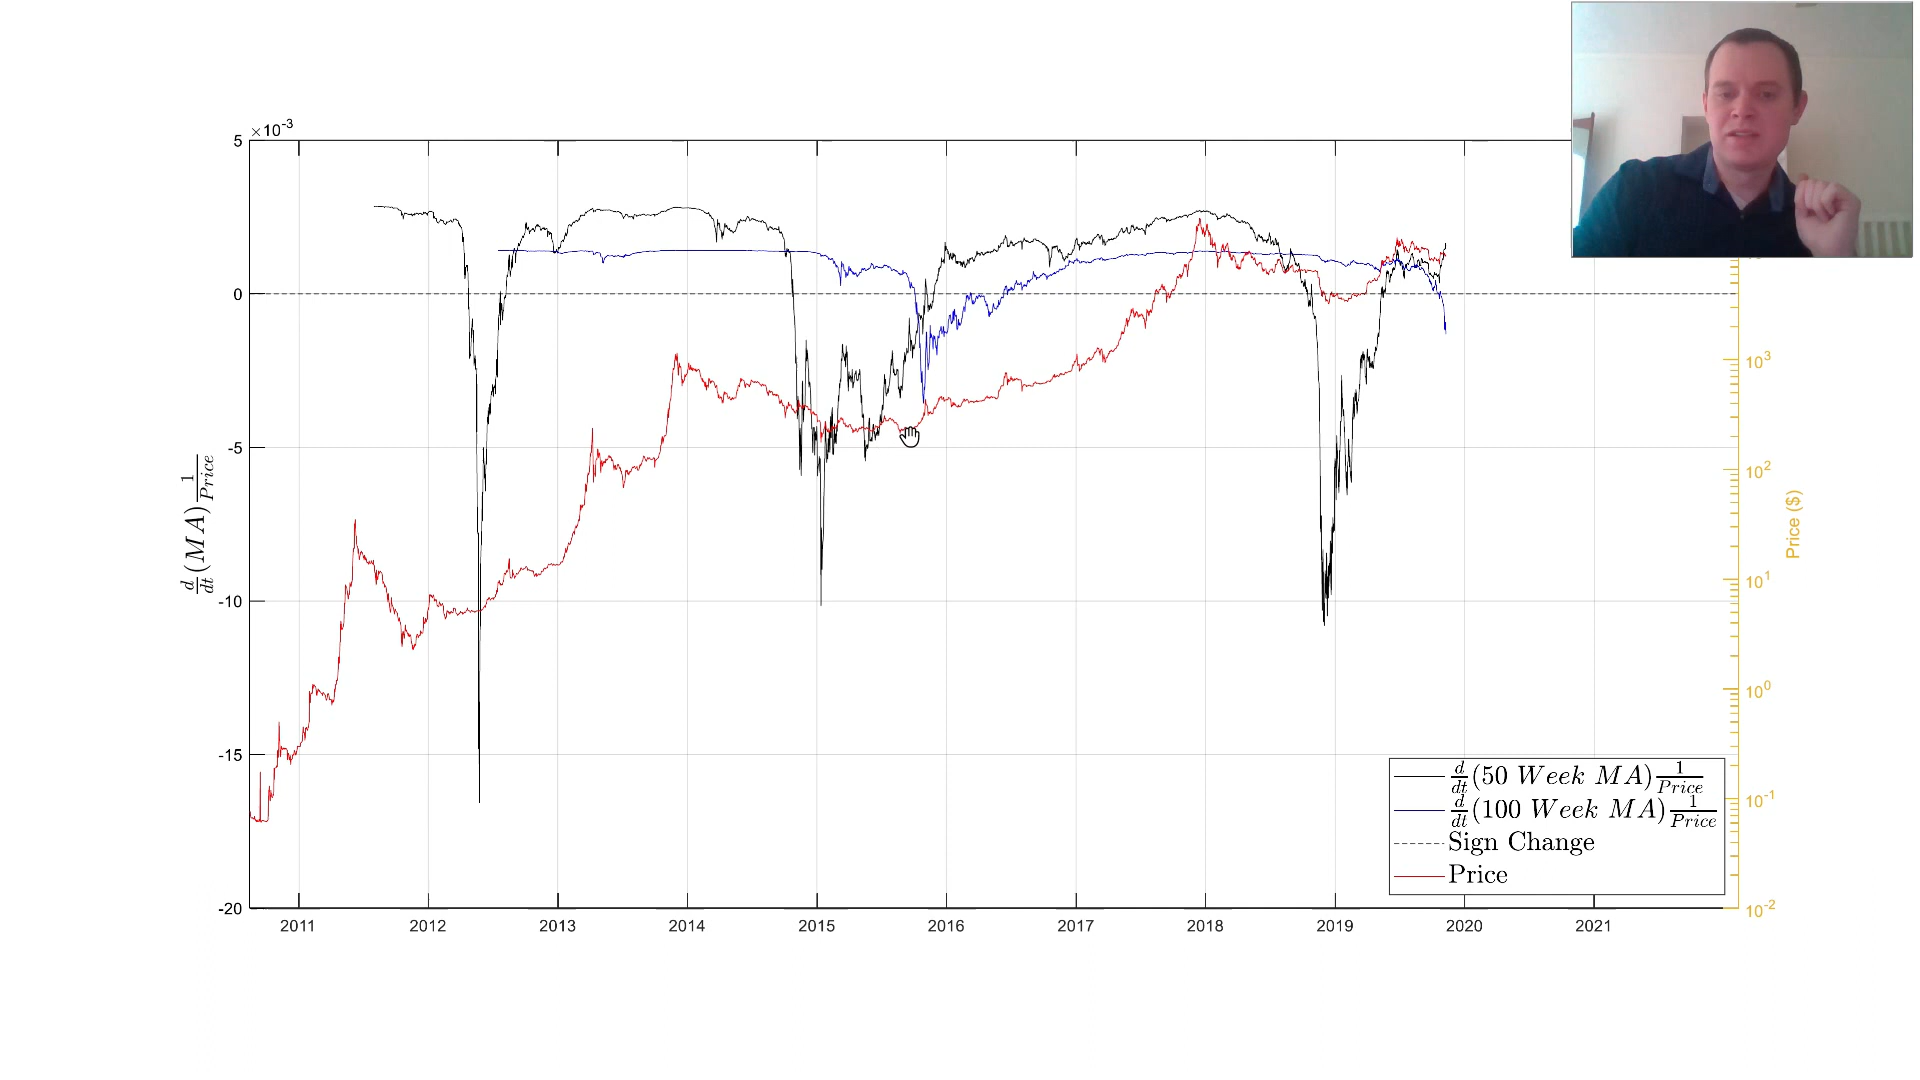 ×10⁻³
5
0
-5
-10
-15
-20
d/dt (MA) 1/Price
2011 2012 2013 2014 2015 2016 2017 2018 2019 2020 2021
10³
10²
10¹
10⁰
10⁻¹
10⁻²
Price ($)
d/dt (50 Week MA) 1/Price
d/dt (100 Week MA) 1/Price
Sign Change
Price